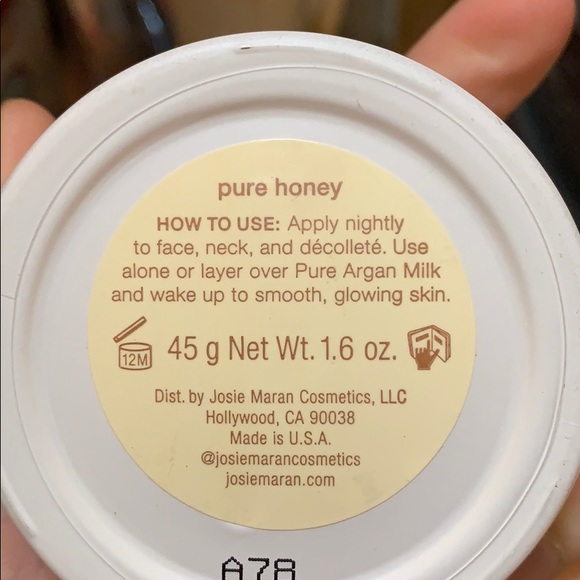 pure honey
HOW TO USE: Apply nightly
to face, neck, and décolleté. Use
alone or layer over Pure Argan Milk
and wake up to smooth, glowing skin.
12M 45 g Net Wt. 1.6 oz.
Dist. by Josie Maran Cosmetics, LLC
Hollywood, CA 90038
Made in U.S.A.
@josiemarancosmetics
josiemaran.com
A78